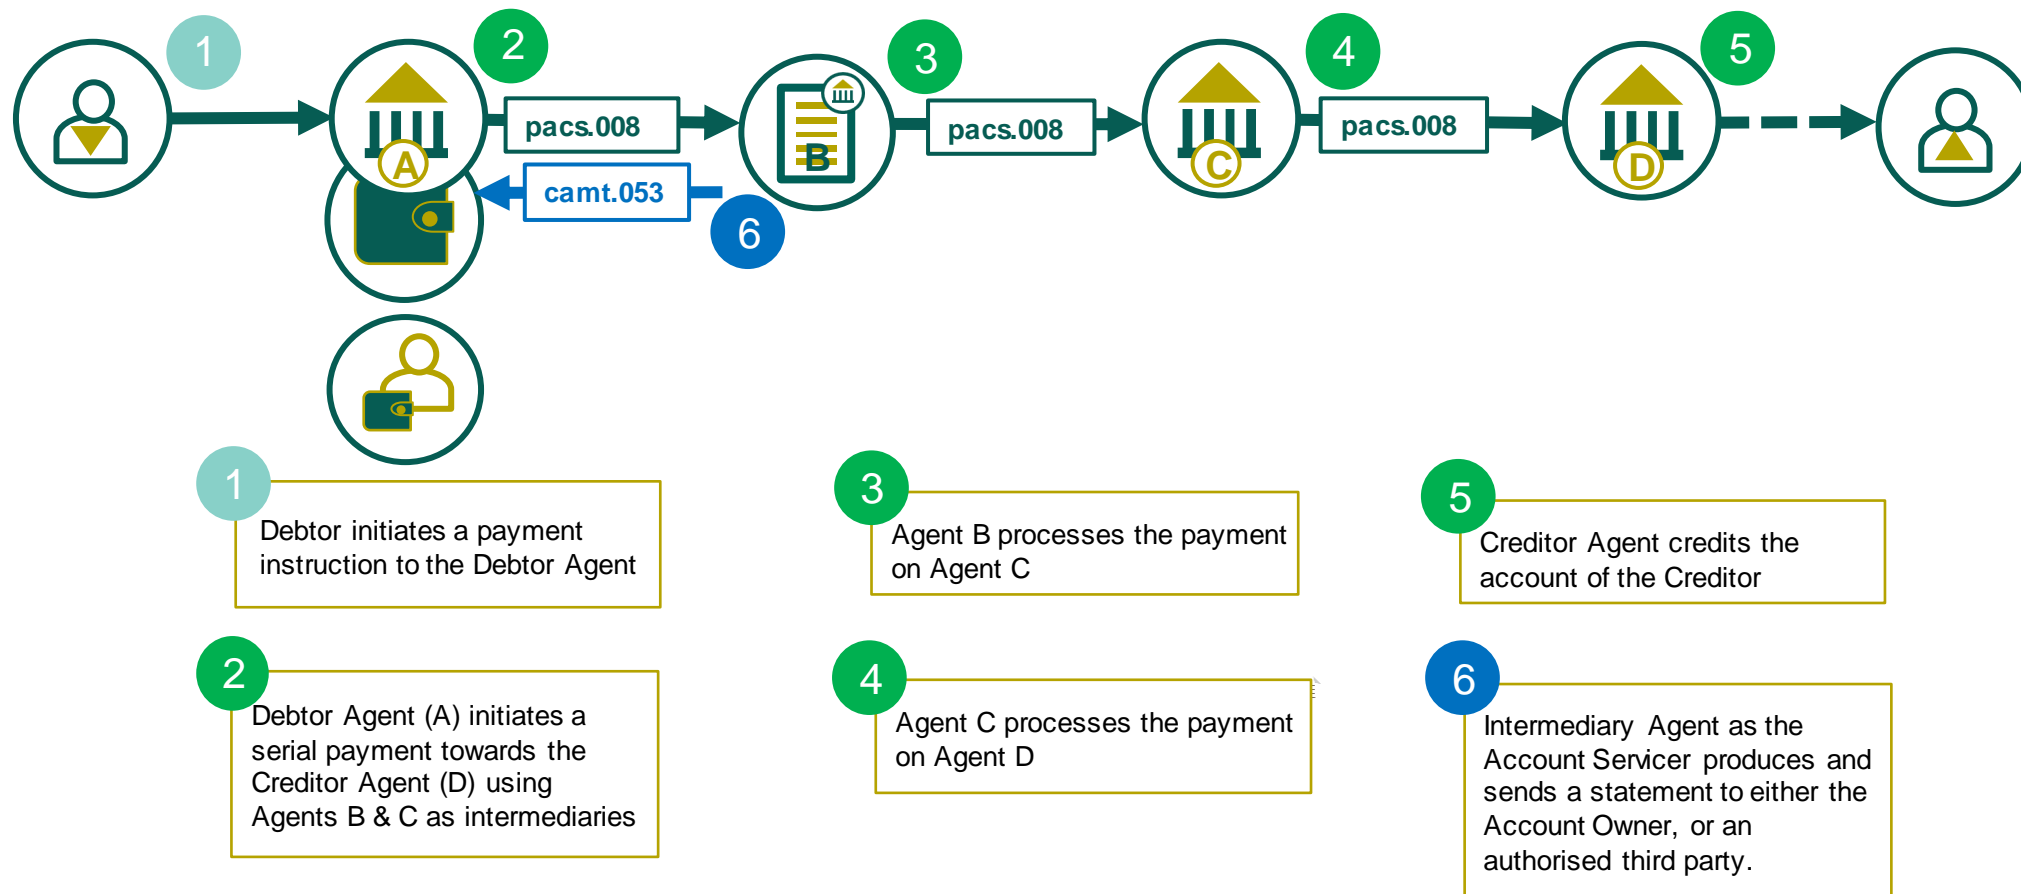 1
2
3
4
5
pacs.008
pacs.008
pacs.008
A
B
C
D
camt.053
6
1
Debtor initiates a payment
instruction to the Debtor Agent
2
Debtor Agent (A) initiates a
serial payment towards the
Creditor Agent (D) using
Agents B & C as intermediaries
3
Agent B processes the payment
on Agent C
4
Agent C processes the payment
on Agent D
5
Creditor Agent credits the
account of the Creditor
6
Intermediary Agent as the
Account Servicer produces and
sends a statement to either the
Account Owner, or an
authorised third party.